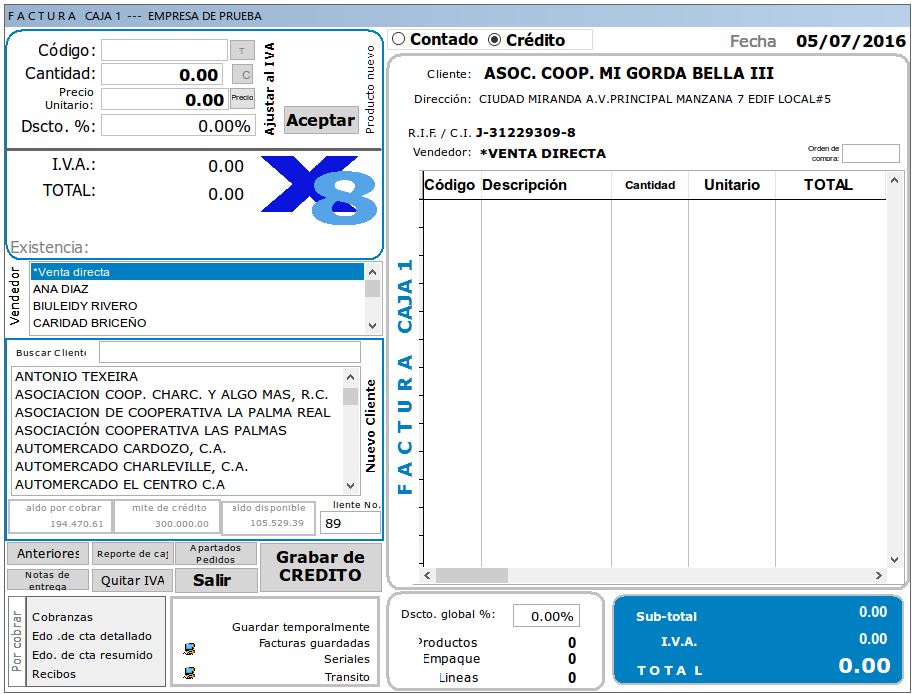 FACTURA CAJA 1 --- EMPRESA DE PRUEBA
Código:
T
Cantidad:
0.00
C
Precio
Unitario:
0.00
Precio
Dscto. %:
0.00%
Ajustar al IVA
Aceptar
Producto nuevo
I.V.A.:
0.00
TOTAL:
0.00
X8
Existencia:
Vendedor
*Venta directa
ANA DIAZ
BIULEIDY RIVERO
CARIDAD BRICEÑO
Buscar Client
ANTONIO TEXEIRA
ASOCIACION COOP. CHARC. Y ALGO MAS, R.C.
ASOCIACION DE COOPERATIVA LA PALMA REAL
ASOCIACIÓN COOPERATIVA LAS PALMAS
AUTOMERCADO CARDOZO, C.A.
AUTOMERCADO CHARLEVILLE, C.A.
AUTOMERCADO EL CENTRO C.A
Nuevo Cliente
aldo por cobrar
194.470.61
mite de crédito
300.000.00
aldo disponible
105.529.39
liente No.
89
Anteriores
Reporte de caj
Apartados
Pedidos
Notas de
entrega
Quitar IVA
Salir
Grabar de
CREDITO
Por cobrar
Cobranzas
Edo .de cta detallado
Edo. de cta resumido
Recibos
Guardar temporalmente
Facturas guardadas
Seriales
Transito
Contado
Crédito
Fecha 05/07/2016
Cliente: ASOC. COOP. MI GORDA BELLA III
Dirección: CIUDAD MIRANDA A.V.PRINCIPAL MANZANA 7 EDIF LOCAL#5
R.I.F. / C.I. J-31229309-8
Vendedor: *VENTA DIRECTA
Orden de
compra:
Código Descripción Cantidad Unitario TOTAL
FACTURA CAJA 1
Dscto. global %: 0.00%
Productos 0
Empaque 0
Lineas 0
Sub-total 0.00
I.V.A. 0.00
TOTAL 0.00